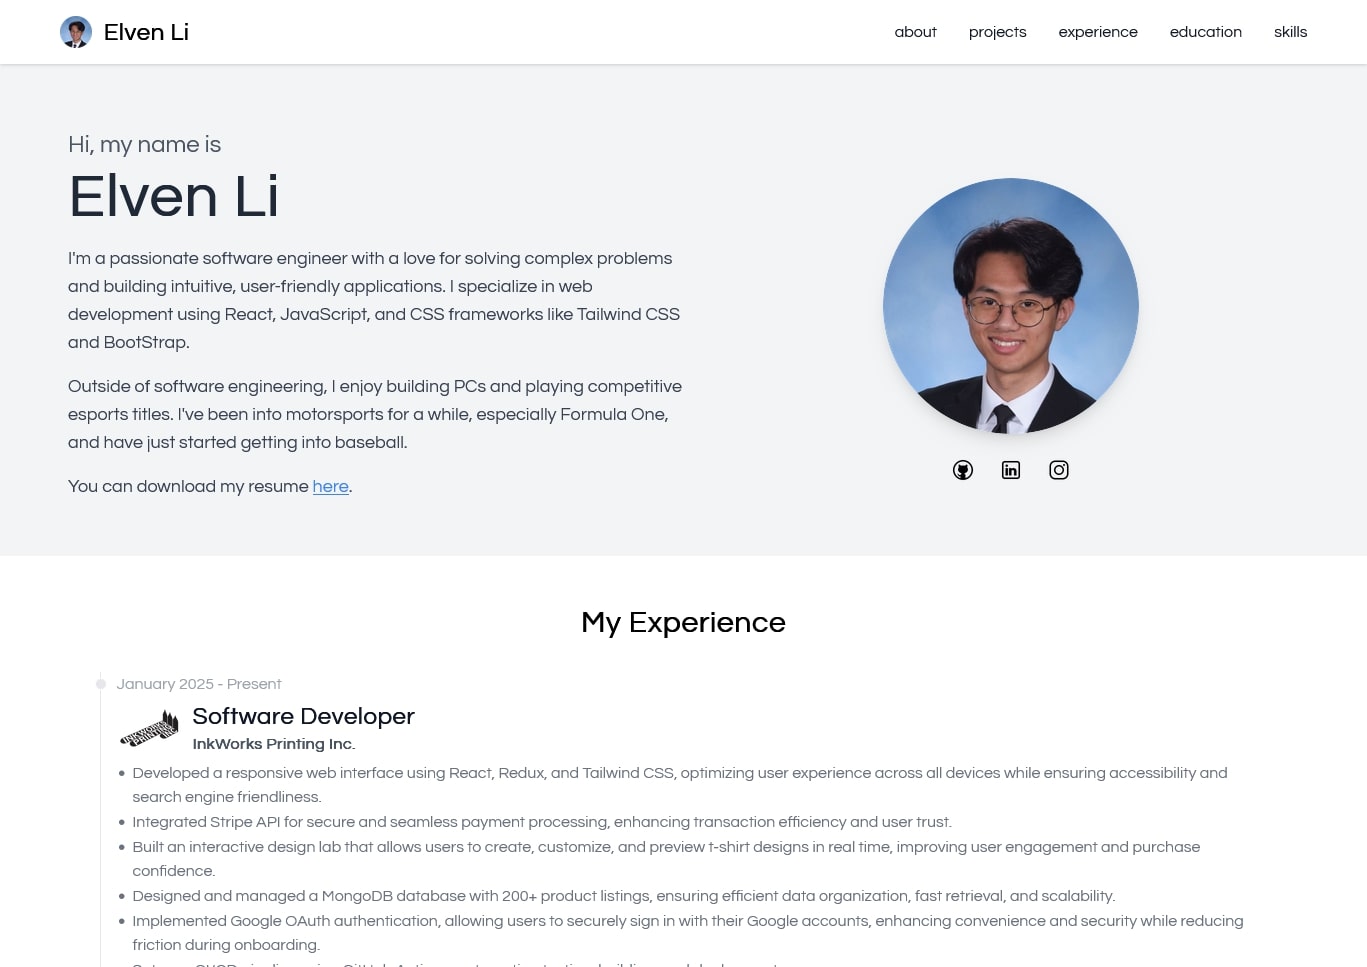 Elven Li
about projects experience education skills
Hi, my name is
Elven Li
I'm a passionate software engineer with a love for solving complex problems
and building intuitive, user-friendly applications. I specialize in web
development using React, JavaScript, and CSS frameworks like Tailwind CSS
and BootStrap.
Outside of software engineering, I enjoy building PCs and playing competitive
esports titles. I've been into motorsports for a while, especially Formula One,
and have just started getting into baseball.
You can download my resume here.
My Experience
January 2025 - Present
INKWORKS
PRINTING
Software Developer
InkWorks Printing Inc.
• Developed a responsive web interface using React, Redux, and Tailwind CSS, optimizing user experience across all devices while ensuring accessibility and
search engine friendliness.
• Integrated Stripe API for secure and seamless payment processing, enhancing transaction efficiency and user trust.
• Built an interactive design lab that allows users to create, customize, and preview t-shirt designs in real time, improving user engagement and purchase
confidence.
• Designed and managed a MongoDB database with 200+ product listings, ensuring efficient data organization, fast retrieval, and scalability.
• Implemented Google OAuth authentication, allowing users to securely sign in with their Google accounts, enhancing convenience and security while reducing
friction during onboarding.